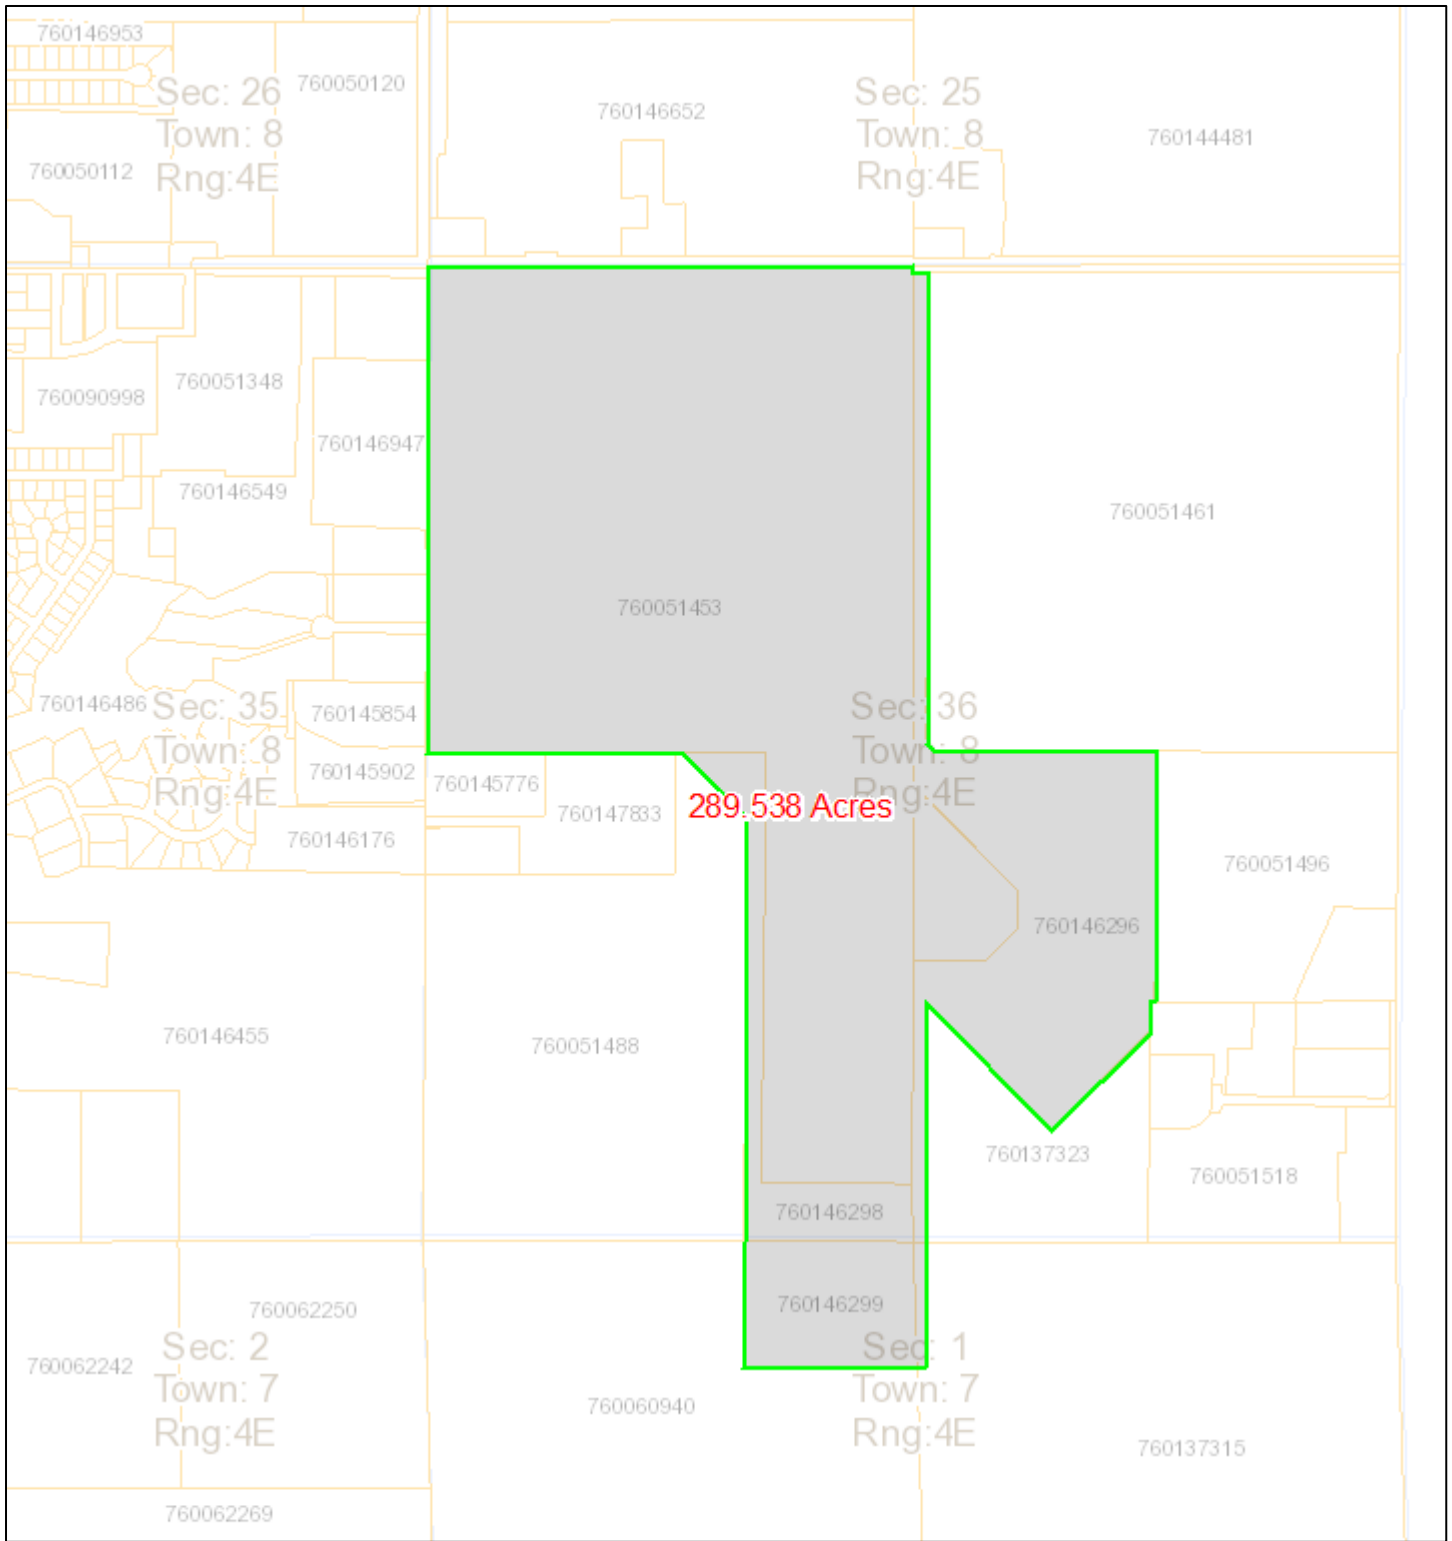 760146953
Sec: 26
Town: 8
Rng:4E
760050120
760146652
Sec: 25
Town: 8
Rng:4E
760144481
760050112
760051348
760090998
760146947
760146549
760051461
760051453
760146486
Sec: 35
Town: 8
Rng:4E
760145854
760145902
760145776
760147833
760146176
Sec: 36
Town: 8
Rng:4E
289.538 Acres
760051496
760146296
760146455
760051488
760137323
760051518
760146298
760146299
760062250
760062242
Sec: 2
Town: 7
Rng:4E
760060940
Sec: 1
Town: 7
Rng:4E
760137315
760062269